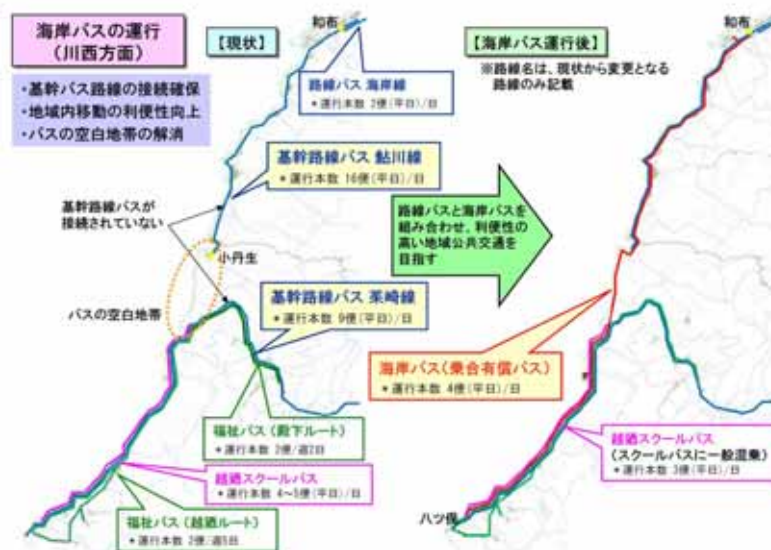 海岸バスの運行
(川西方面)
・基幹バス路線の接続確保
・地域内移動の利便性向上
・バスの空白地帯の解消
【現状】
和布
路線バス 海岸線
*運行本数 2便(平日)/日
基幹路線バス 鮎川線
*運行本数 16便(平日)/日
基幹路線バスが
接続されていない
小丹生
バスの空白地帯
基幹路線バス 茱崎線
*運行本数 9便(平日)/日
福祉バス(殿下ルート)
*運行本数 2便/週2日
越廼スクールバス
*運行本数 4~5便(平日)/日
福祉バス(越廼ルート)
*運行本数 2便/週5日
路線バスと海岸バスを
組み合わせ、利便性の
高い地域公共交通を
目指す
【海岸バス運行後】
※路線名は、現状から変更となる
路線のみ記載
和布
海岸バス(乗合有償バス)
*運行本数 4便(平日)/日
越廼スクールバス
(スクールバスに一般混乗)
*運行本数 3便(平日)/日
八ツ俣